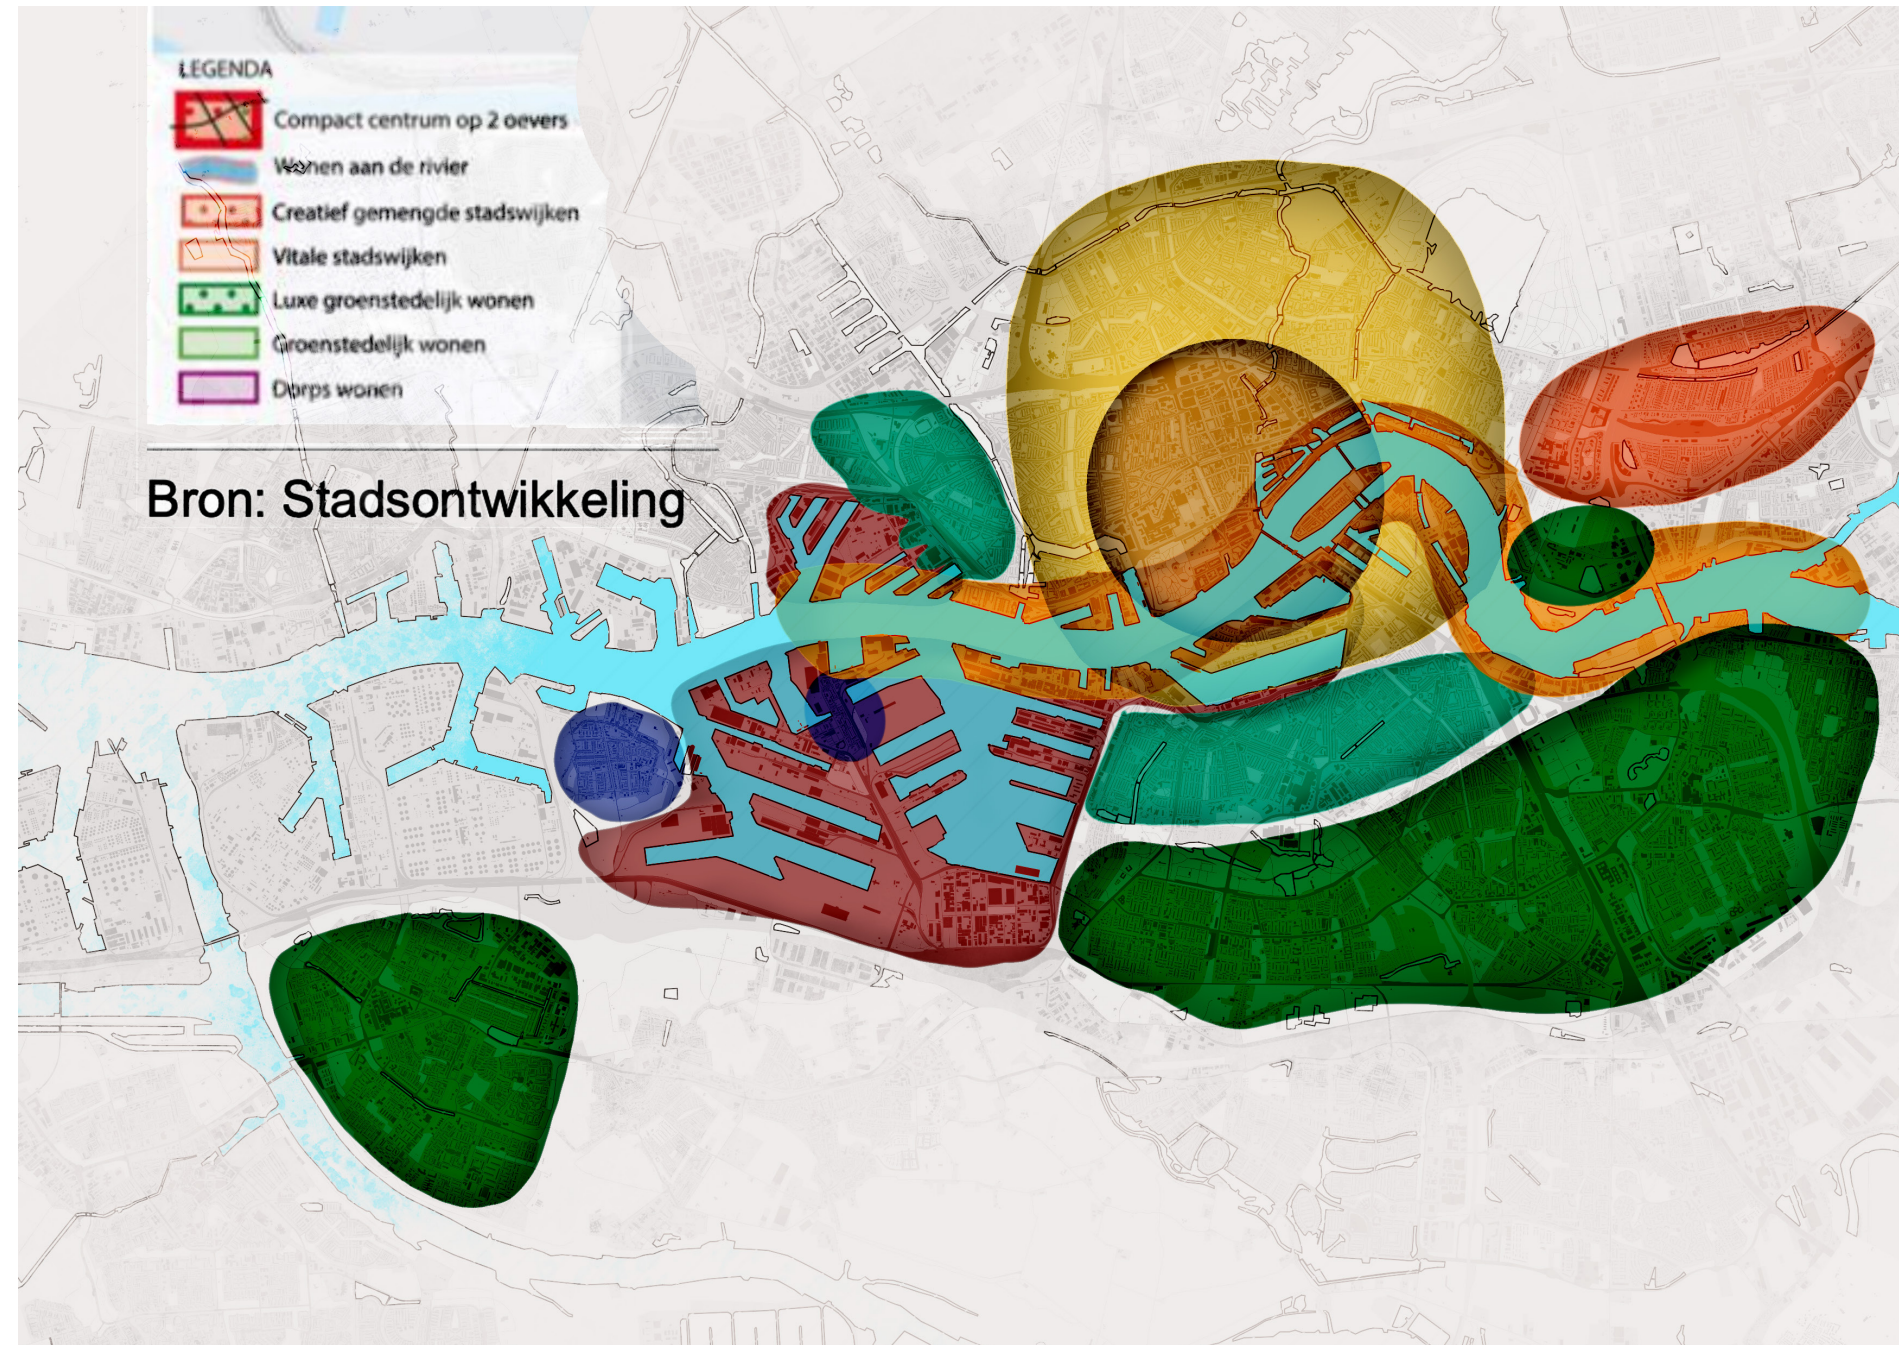 LEGENDA
Compact centrum op 2 oevers
Wonen aan de rivier
Creatief gemengde stadswijken
Vitale stadswijken
Luxe groenstedelijk wonen
Groenstedelijk wonen
Dorps wonen
Bron: Stadsontwikkeling